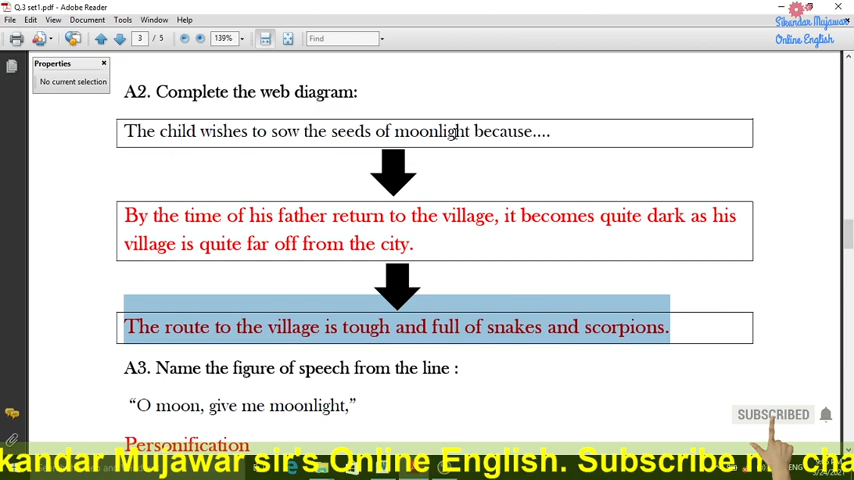 Q.3 set1.pdf - Adobe Reader
File Edit View Document Tools Window Help
Sikandar Mujawar
Online English
3 / 5 139% Find
Properties
No current selection
A2. Complete the web diagram:
The child wishes to sow the seeds of moonlight because....
By the time of his father return to the village, it becomes quite dark as his
village is quite far off from the city.
The route to the village is tough and full of snakes and scorpions.
A3. Name the figure of speech from the line :
“O moon, give me moonlight,”
SUBSCRIBED
Personification
kandar Mujawar sir's Online English. Subscribe my cha
ENG